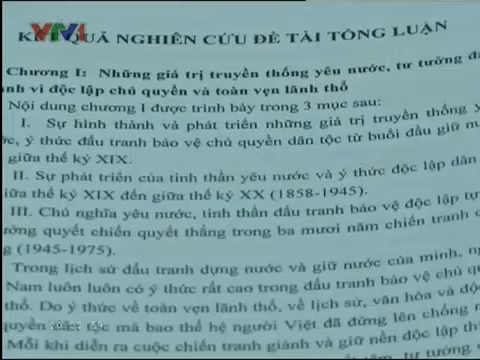 VTV1
QUẢ NGHIÊN CỨU ĐỀ TÀI TỔNG LUẬN
Chương I: Những giá trị truyền thống yêu nước, tư tưởng
vì độc lập chủ quyền và toàn vẹn lãnh thổ
Nội dung chương I được trình bày trong 3 mục sau:
I. Sự hình thành và phát triển những giá trị truyền thống
ý thức đấu tranh bảo vệ chủ quyền dân tộc từ buổi đầu giữ
giữa thế kỷ XIX.
II. Sự phát triển của tinh thần yêu nước và ý thức độc lập dân
thế kỷ XIX đến giữa thế kỷ XX (1858-1945).
III. Chủ nghĩa yêu nước, tinh thần đấu tranh bảo vệ độc lập
quyết chiến quyết thắng trong ba mươi năm chiến tranh
(1945-1975).
Trong lịch sử đấu tranh dựng nước và giữ nước của mình,
Nam luôn luôn có ý thức rất cao trong đấu tranh bảo vệ chủ
thổ. Do ý thức về toàn vẹn lãnh thổ, về lịch sử, văn hóa và
quyền dân tộc mà bao thế hệ người Việt đã đứng lên chống
Mỗi khi diễn ra cuộc chiến tranh giành và giữ nền độc lập
tư tưởng